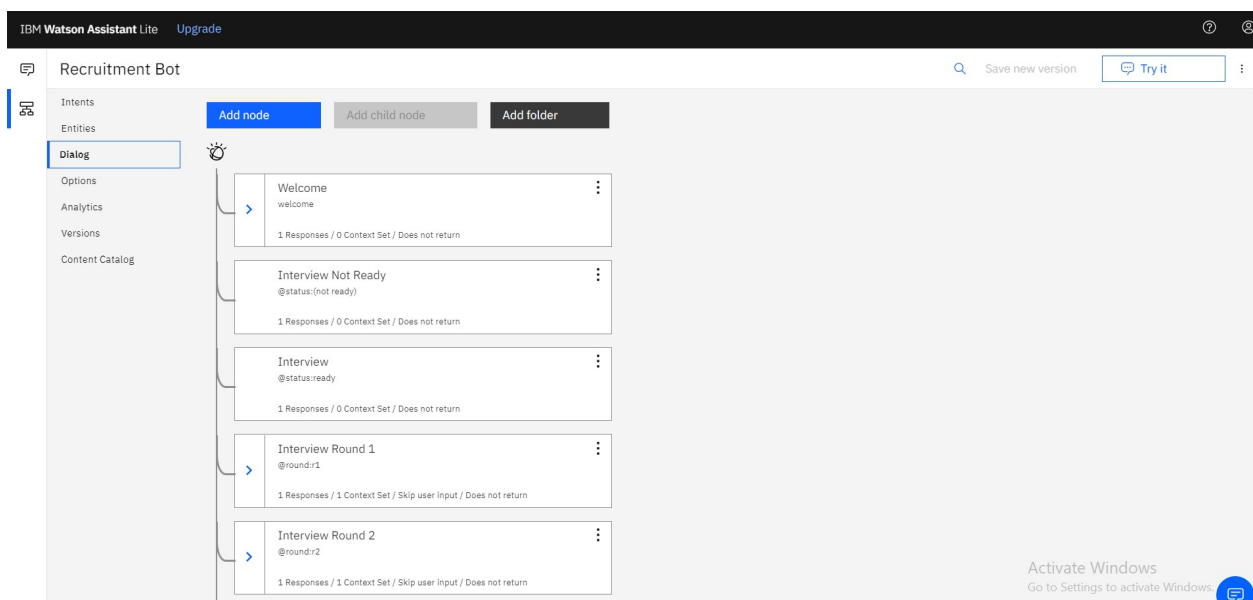 IBM Watson Assistant Lite Upgrade
Recruitment Bot
Save new version
Try it
Intents
Entities
Dialog
Options
Analytics
Versions
Content Catalog
Add node
Add child node
Add folder
Welcome
welcome
1 Responses / 0 Context Set / Does not return
Interview Not Ready
@status:(not ready)
1 Responses / 0 Context Set / Does not return
Interview
@status:ready
1 Responses / 0 Context Set / Does not return
Interview Round 1
@round:r1
1 Responses / 1 Context Set / Skip user input / Does not return
Interview Round 2
@round:r2
1 Responses / 1 Context Set / Skip user input / Does not return
Activate Windows
Go to Settings to activate Windows.